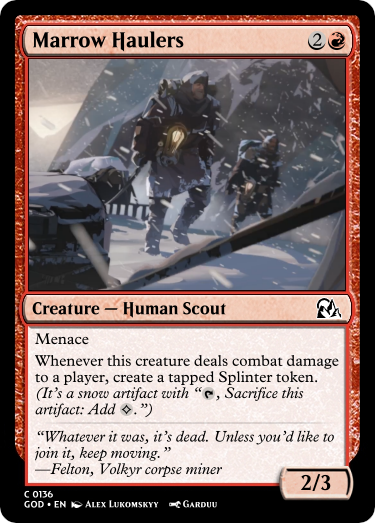 Marrow Haulers 2
Creature — Human Scout
Menace
Whenever this creature deals combat damage
to a player, create a tapped Splinter token.
(It's a snow artifact with “, Sacrifice this
artifact: Add .”)
“Whatever it was, it's dead. Unless you'd like to
join it, keep moving.”
—Felton, Volkyr corpse miner
2/3
C 0136
GOD • EN Alex Lukomskyy Garduu